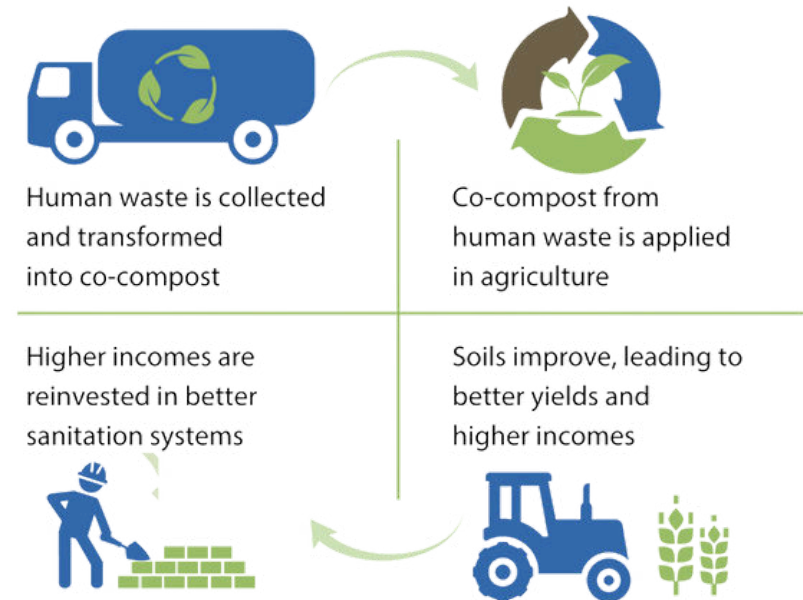 Human waste is collected
and transformed
into co-compost
Co-compost from
human waste is applied
in agriculture
Higher incomes are
reinvested in better
sanitation systems
Soils improve, leading to
better yields and
higher incomes